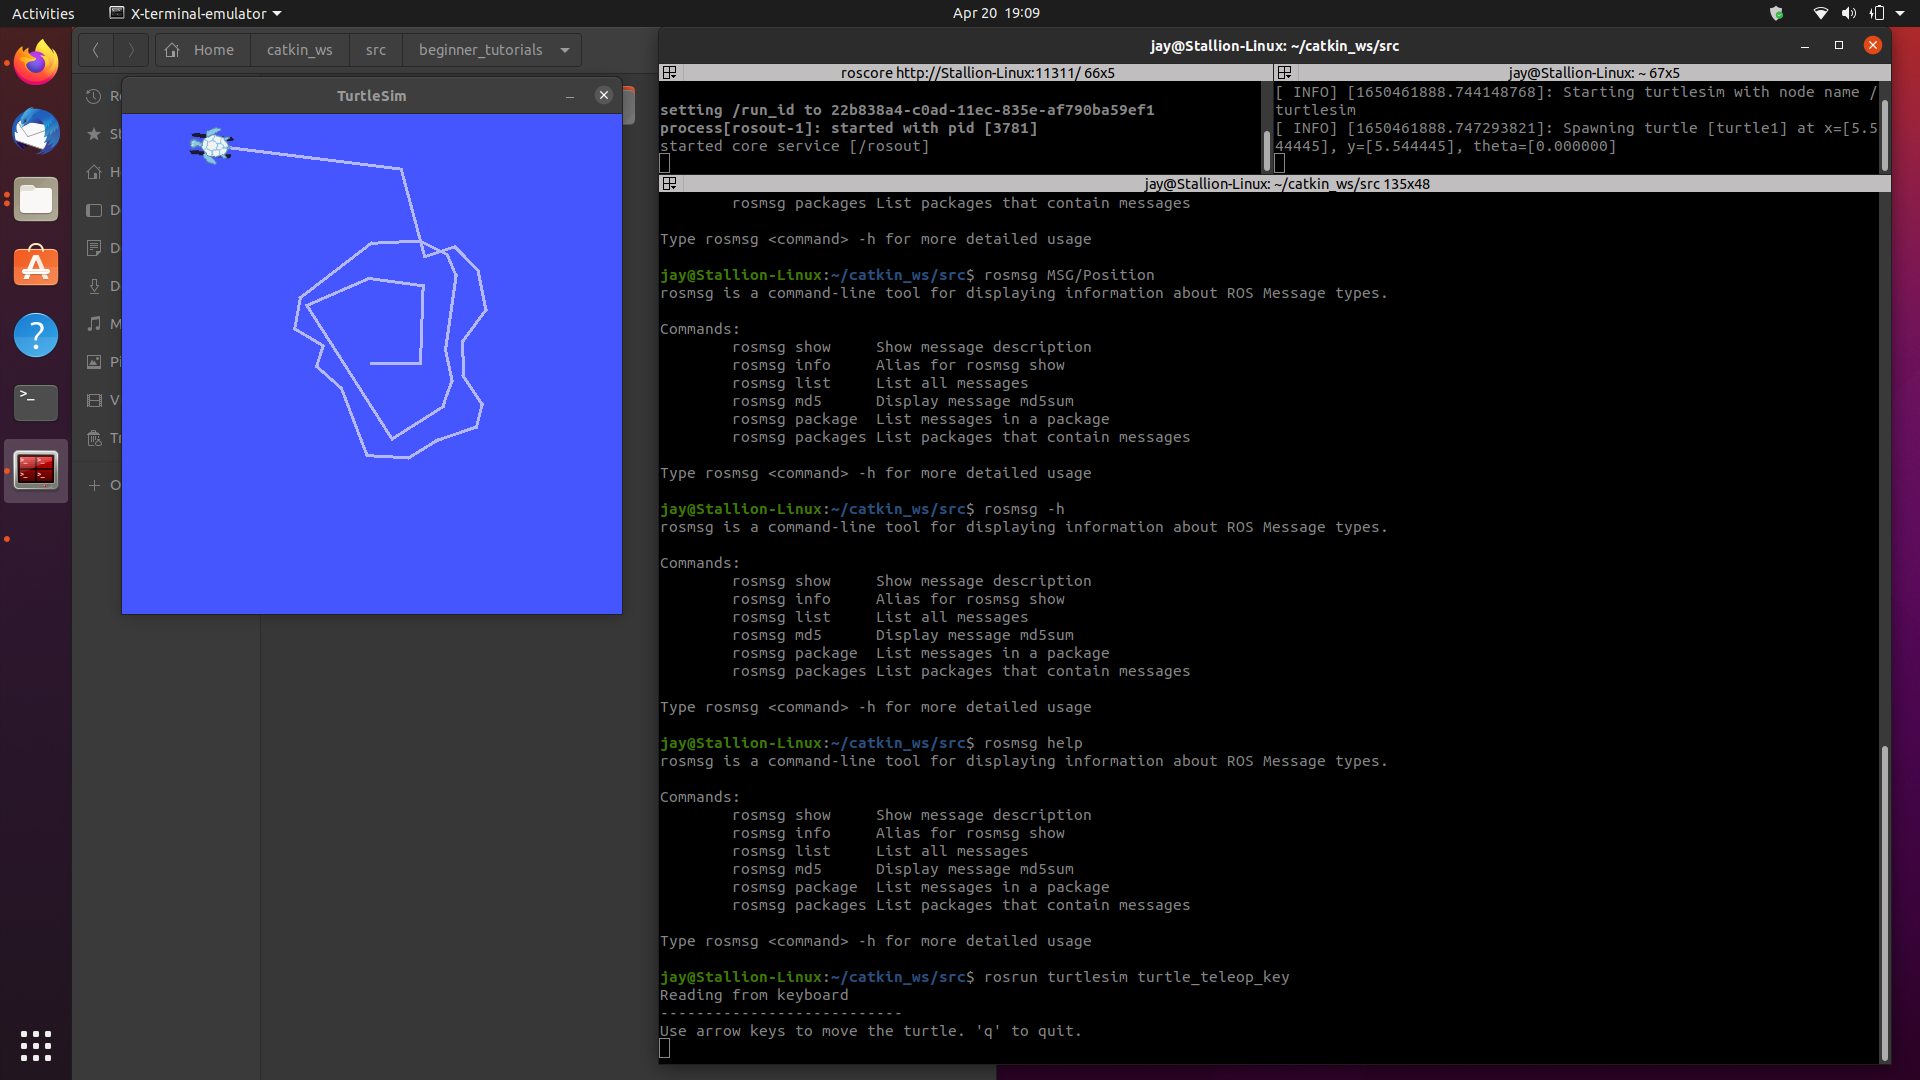 Activities
X-terminal-emulator
Apr 20 19:09
Home
catkin_ws
src
beginner_tutorials
TurtleSim
jay@Stallion-Linux: ~/catkin_ws/src
roscore http://Stallion-Linux:11311/ 66x5
setting /run_id to 22b838a4-c0ad-11ec-835e-af790ba59ef1
process[rosout-1]: started with pid [3781]
started core service [/rosout]
jay@Stallion-Linux: ~ 67x5
[ INFO] [1650461888.744148768]: Starting turtlesim with node name /
turtlesim
[ INFO] [1650461888.747293821]: Spawning turtle [turtle1] at x=[5.5
44445], y=[5.544445], theta=[0.000000]
jay@Stallion-Linux: ~/catkin_ws/src 135x48
rosmsg packages List packages that contain messages
Type rosmsg <command> -h for more detailed usage
jay@Stallion-Linux:~/catkin_ws/src$ rosmsg MSG/Position
rosmsg is a command-line tool for displaying information about ROS Message types.
Commands:
rosmsg show Show message description
rosmsg info Alias for rosmsg show
rosmsg list List all messages
rosmsg md5 Display message md5sum
rosmsg package List messages in a package
rosmsg packages List packages that contain messages
Type rosmsg <command> -h for more detailed usage
jay@Stallion-Linux:~/catkin_ws/src$ rosmsg -h
rosmsg is a command-line tool for displaying information about ROS Message types.
Commands:
rosmsg show Show message description
rosmsg info Alias for rosmsg show
rosmsg list List all messages
rosmsg md5 Display message md5sum
rosmsg package List messages in a package
rosmsg packages List packages that contain messages
Type rosmsg <command> -h for more detailed usage
jay@Stallion-Linux:~/catkin_ws/src$ rosmsg help
rosmsg is a command-line tool for displaying information about ROS Message types.
Commands:
rosmsg show Show message description
rosmsg info Alias for rosmsg show
rosmsg list List all messages
rosmsg md5 Display message md5sum
rosmsg package List messages in a package
rosmsg packages List packages that contain messages
Type rosmsg <command> -h for more detailed usage
jay@Stallion-Linux:~/catkin_ws/src$ rosrun turtlesim turtle_teleop_key
Reading from keyboard
---------------------------
Use arrow keys to move the turtle. 'q' to quit.